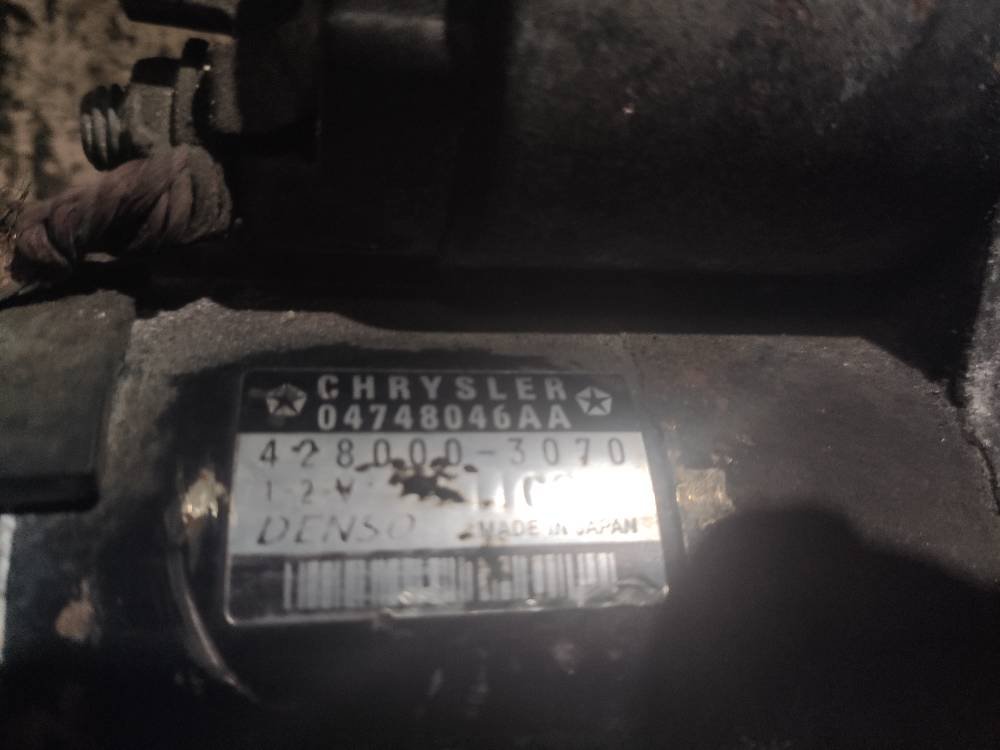 CHRYSLER
04748046AA
428000-3070
12V
DENSO MADE IN JAPAN